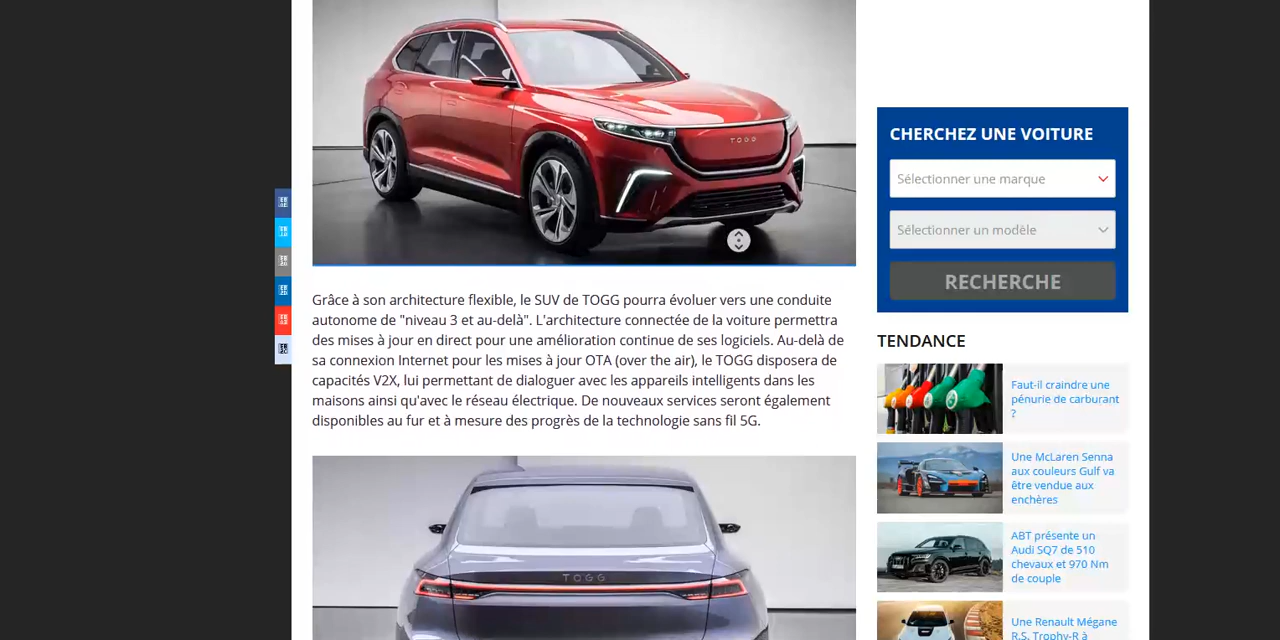 TOGG
Grâce à son architecture flexible, le SUV de TOGG pourra évoluer vers une conduite
autonome de "niveau 3 et au-delà". L'architecture connectée de la voiture permettra
des mises à jour en direct pour une amélioration continue de ses logiciels. Au-delà de
sa connexion Internet pour les mises à jour OTA (over the air), le TOGG disposera de
capacités V2X, lui permettant de dialoguer avec les appareils intelligents dans les
maisons ainsi qu'avec le réseau électrique. De nouveaux services seront également
disponibles au fur et à mesure des progrès de la technologie sans fil 5G.
TOGG
CHERCHEZ UNE VOITURE
Sélectionner une marque
Sélectionner un modèle
RECHERCHE
TENDANCE
Faut-il craindre une
pénurie de carburant
?
Une McLaren Senna
aux couleurs Gulf va
être vendue aux
enchères
ABT présente un
Audi SQ7 de 510
chevaux et 970 Nm
de couple
Une Renault Mégane
R.S. Trophy-R à